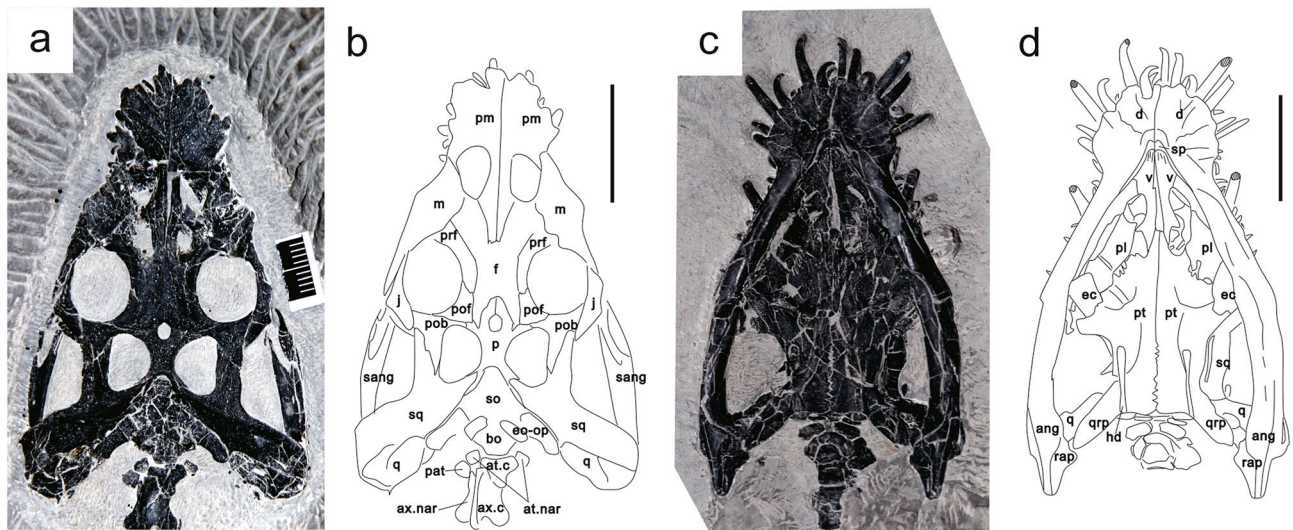 a
b
c
d
pm pm
m m
prf prf
f
j j
pof pof
pob pob
p
sang sang
so
sq sq
eo-op
bo
q q
pat at.c
ax.nar ax.c at.nar
d d
sp
v v
pl pl
ec ec
pt pt
sq
q q
qrp qrp
ang ang
hd
rap rap